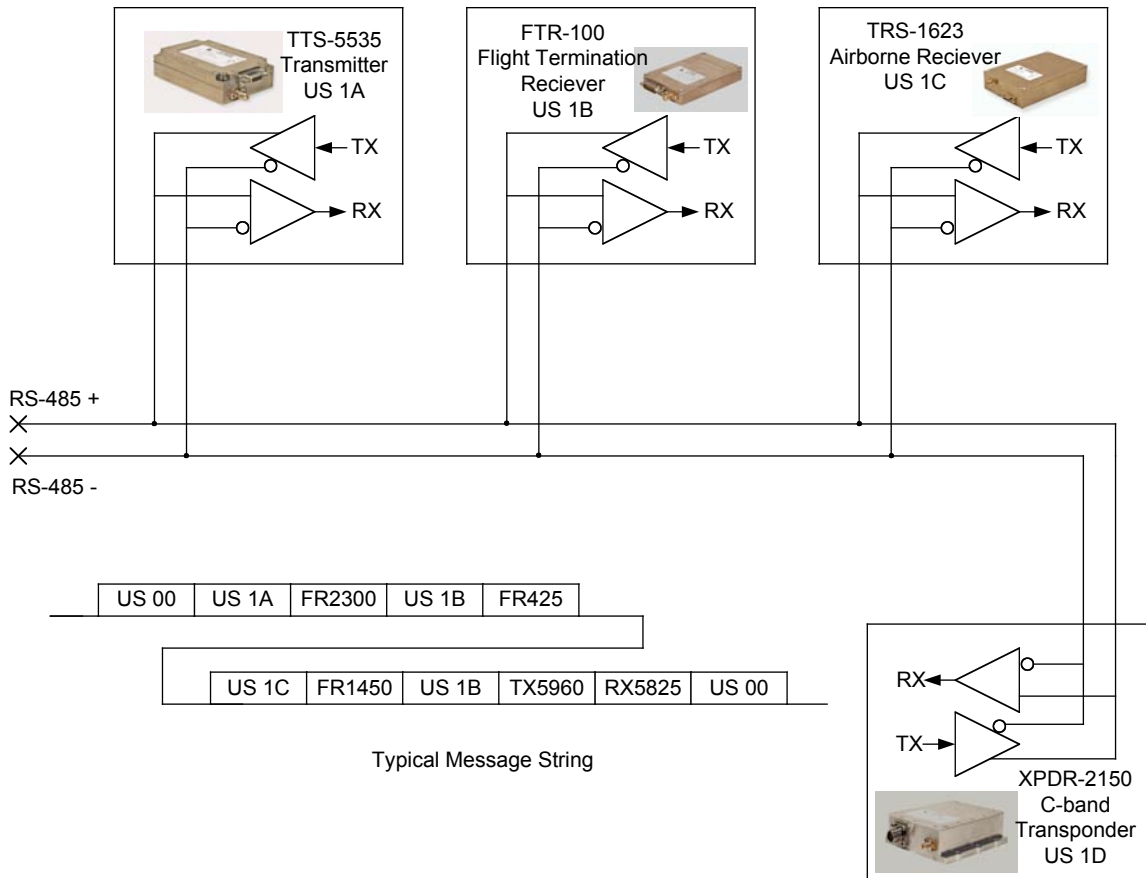 TTS-5535
Transmitter
US 1A
TX
RX
FTR-100
Flight Termination
Reciever
US 1B
TX
RX
TRS-1623
Airborne Reciever
US 1C
TX
RX
RS-485 +
RS-485 -
US 00 US 1A FR2300 US 1B FR425
US 1C FR1450 US 1B TX5960 RX5825 US 00
Typical Message String
RX
TX
XPDR-2150
C-band
Transponder
US 1D